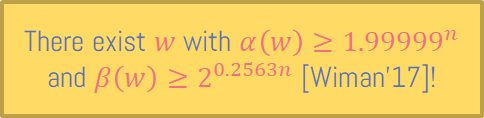 There exist w with α(w) ≥ 1.99999ⁿ
and β(w) ≥ 2^{0.2563n} [Wiman'17]!